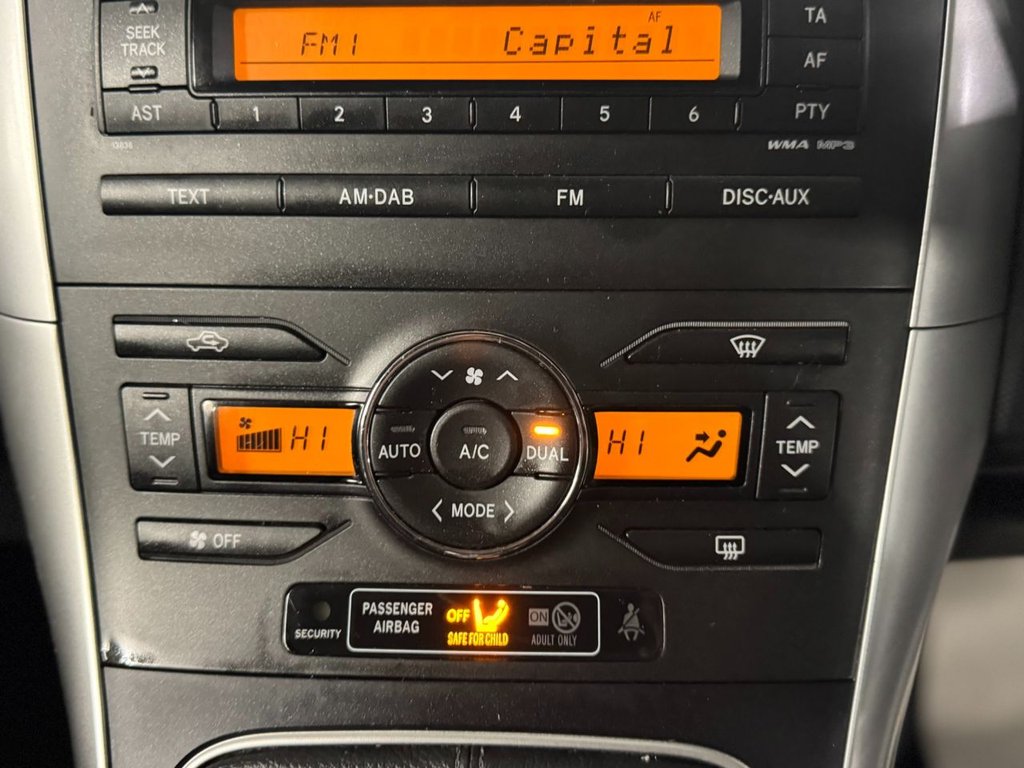 SEEK
TRACK
FM1 AF Capital
TA
AF
AST 1 2 3 4 5 6 PTY
13836
WMA MP3
TEXT AM·DAB FM DISC·AUX
TEMP HI AUTO A/C DUAL HI TEMP
MODE
OFF
SECURITY
PASSENGER
AIRBAG
OFF
SAFE FOR CHILD
ON
ADULT ONLY